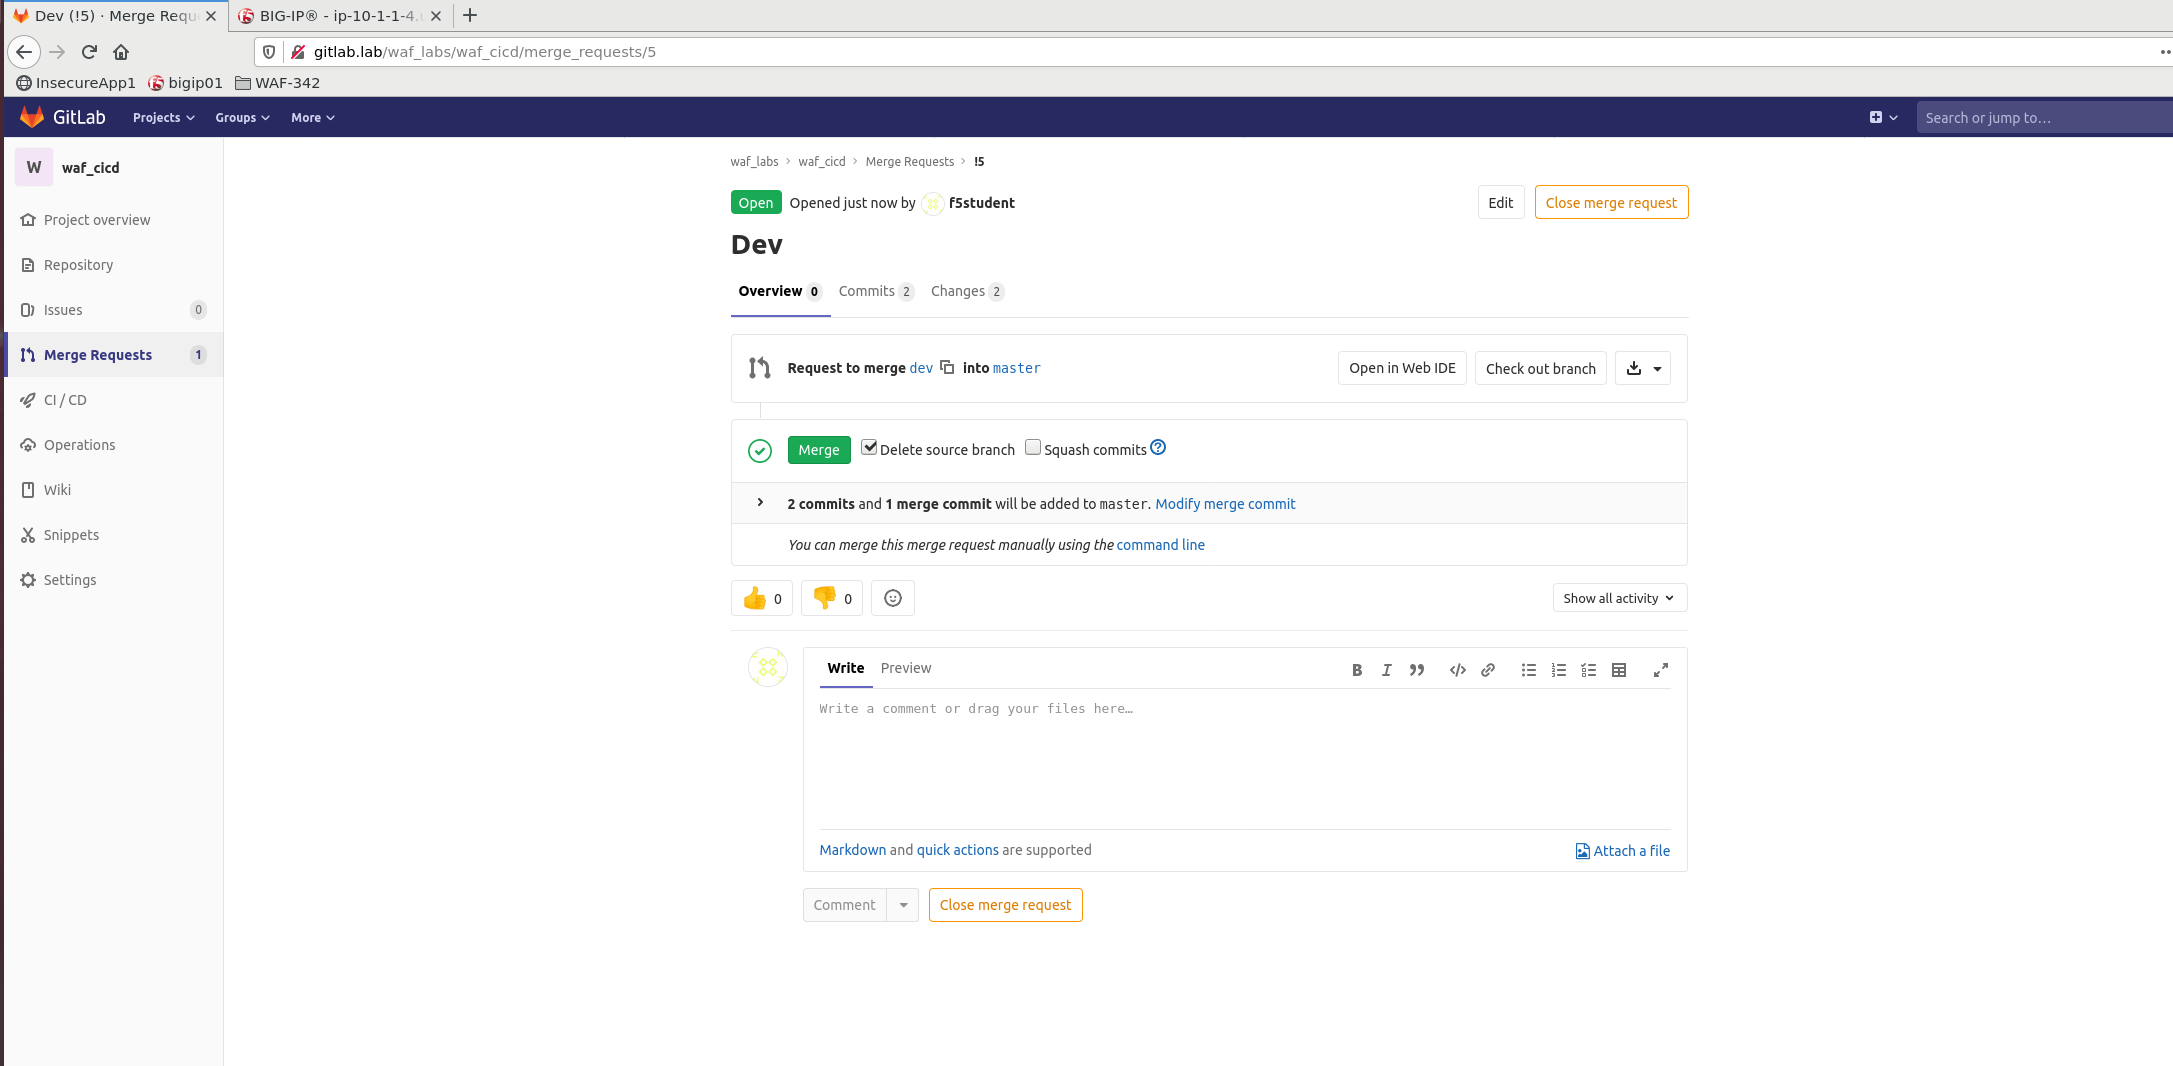 Dev (!5) · Merge Requ
BIG-IP® - ip-10-1-1-4.
gitlab.lab/waf_labs/waf_cicd/merge_requests/5
InsecureApp1
bigip01
WAF-342
GitLab
Projects
Groups
More
Search or jump to...
W
waf_cicd
Project overview
Repository
Issues
0
Merge Requests
1
CI / CD
Operations
Wiki
Snippets
Settings
waf_labs > waf_cicd > Merge Requests > !5
Open
Opened just now by f5student
Edit
Close merge request
Dev
Overview 0
Commits 2
Changes 2
Request to merge dev into master
Open in Web IDE
Check out branch
Merge
Delete source branch
Squash commits
2 commits and 1 merge commit will be added to master. Modify merge commit
You can merge this merge request manually using the command line
0
0
Show all activity
Write
Preview
Write a comment or drag your files here…
Markdown and quick actions are supported
Attach a file
Comment
Close merge request